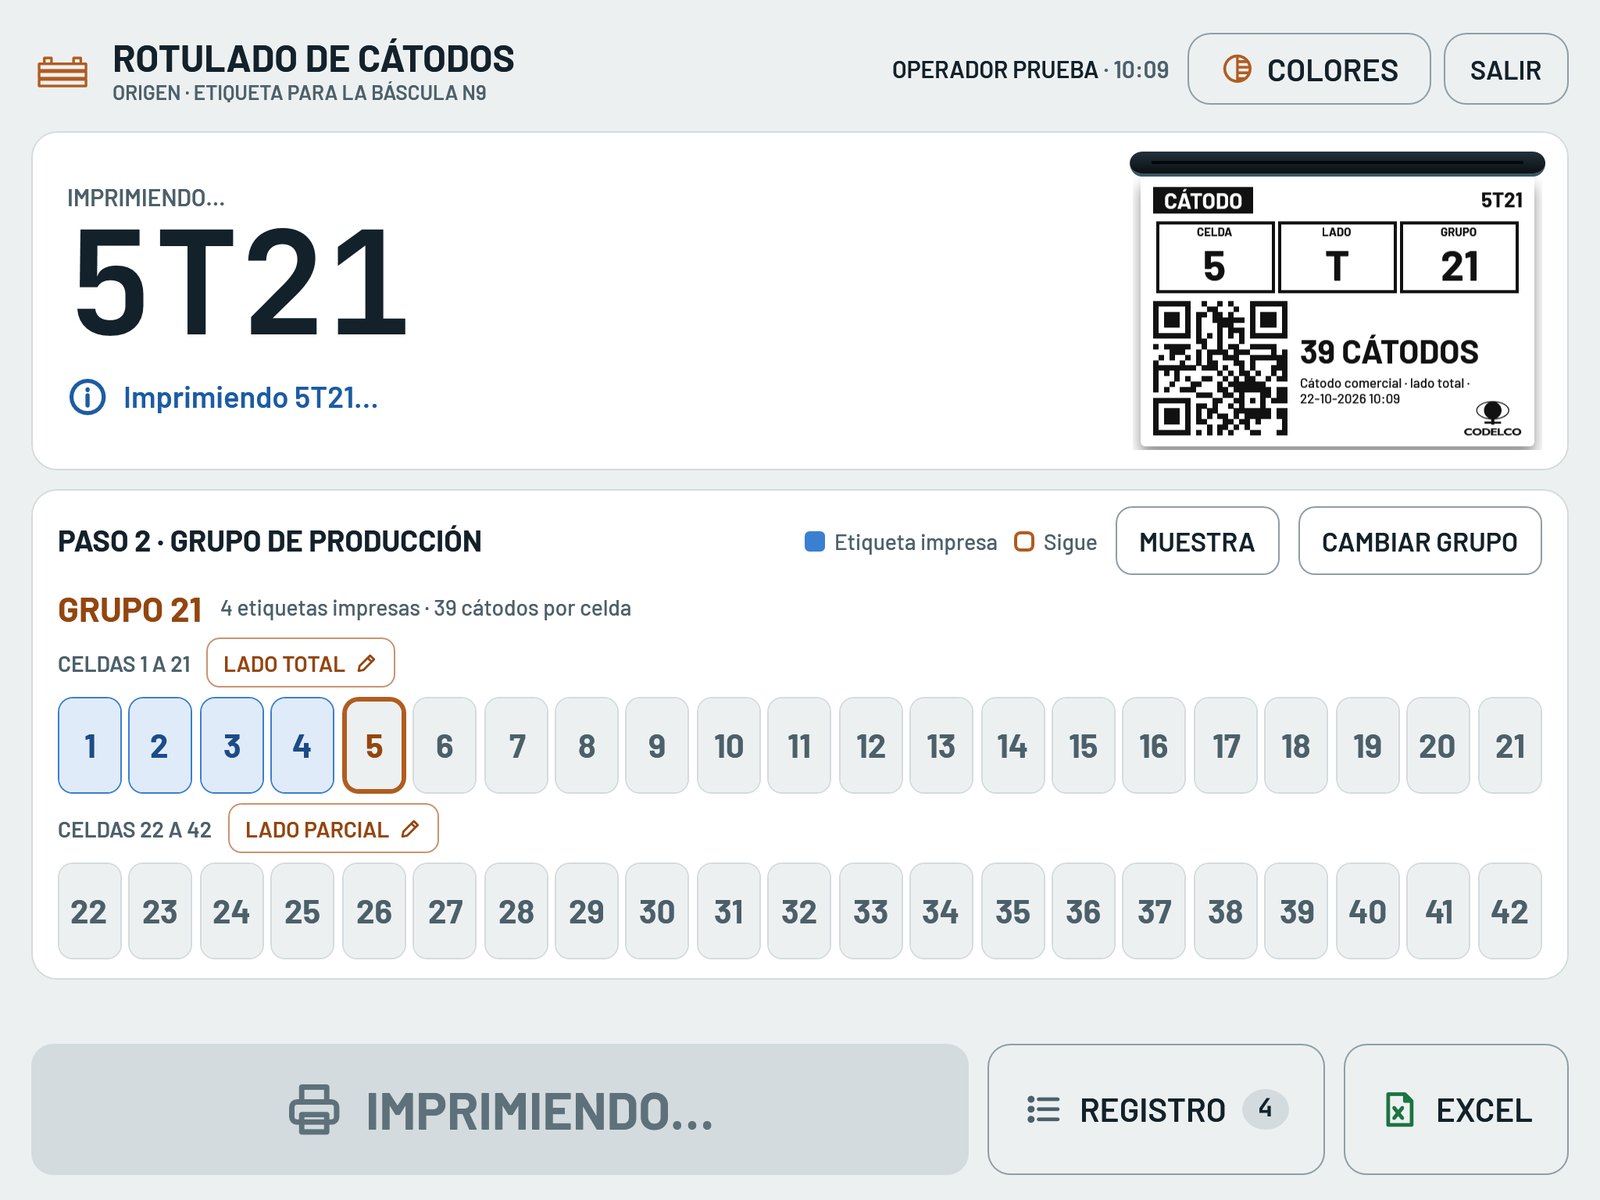 ROTULADO DE CÁTODOS
ORIGEN · ETIQUETA PARA LA BÁSCULA N9
OPERADOR PRUEBA · 10:09
COLORES
SALIR
IMPRIMIENDO...
5T21
Imprimiendo 5T21...
CÁTODO
5T21
CELDA
5
LADO
T
GRUPO
21
39 CÁTODOS
Cátodo comercial · lado total ·
22-10-2026 10:09
CODELCO
PASO 2 · GRUPO DE PRODUCCIÓN
Etiqueta impresa
Sigue
MUESTRA
CAMBIAR GRUPO
GRUPO 21
4 etiquetas impresas · 39 cátodos por celda
CELDAS 1 A 21
LADO TOTAL
1 2 3 4 5 6 7 8 9 10 11 12 13 14 15 16 17 18 19 20 21
CELDAS 22 A 42
LADO PARCIAL
22 23 24 25 26 27 28 29 30 31 32 33 34 35 36 37 38 39 40 41 42
IMPRIMIENDO...
REGISTRO 4
EXCEL